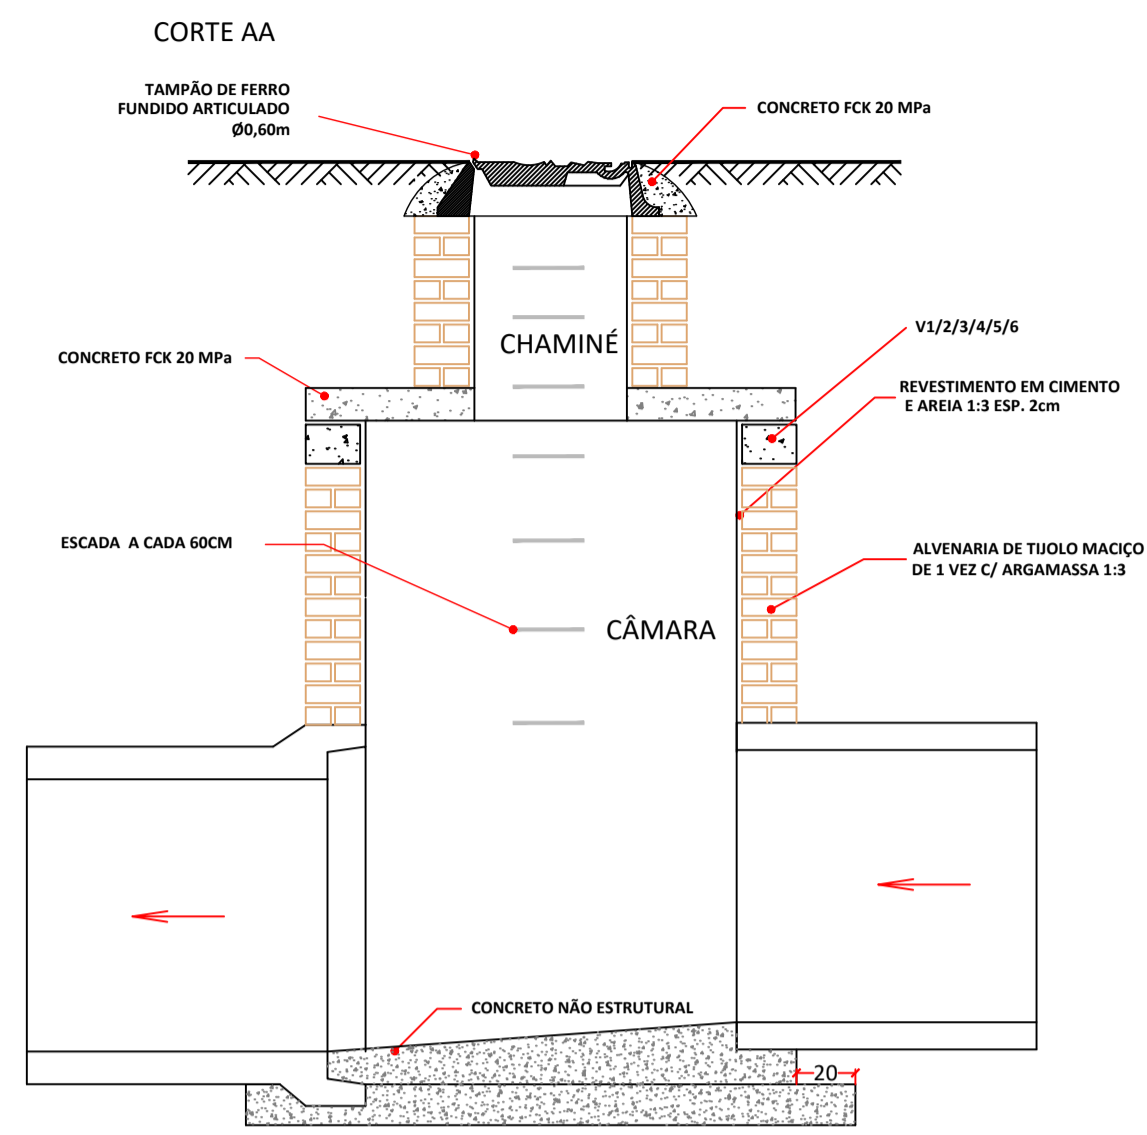 CORTE AA
TAMPÃO DE FERRO
FUNDIDO ARTICULADO
Ø0,60m
CONCRETO FCK 20 MPa
CHAMINÉ
V1/2/3/4/5/6
CONCRETO FCK 20 MPa
REVESTIMENTO EM CIMENTO
E AREIA 1:3 ESP. 2cm
ESCADA A CADA 60CM
ALVENARIA DE TIJOLO MACIÇO
DE 1 VEZ C/ ARGAMASSA 1:3
CÂMARA
CONCRETO NÃO ESTRUTURAL
20